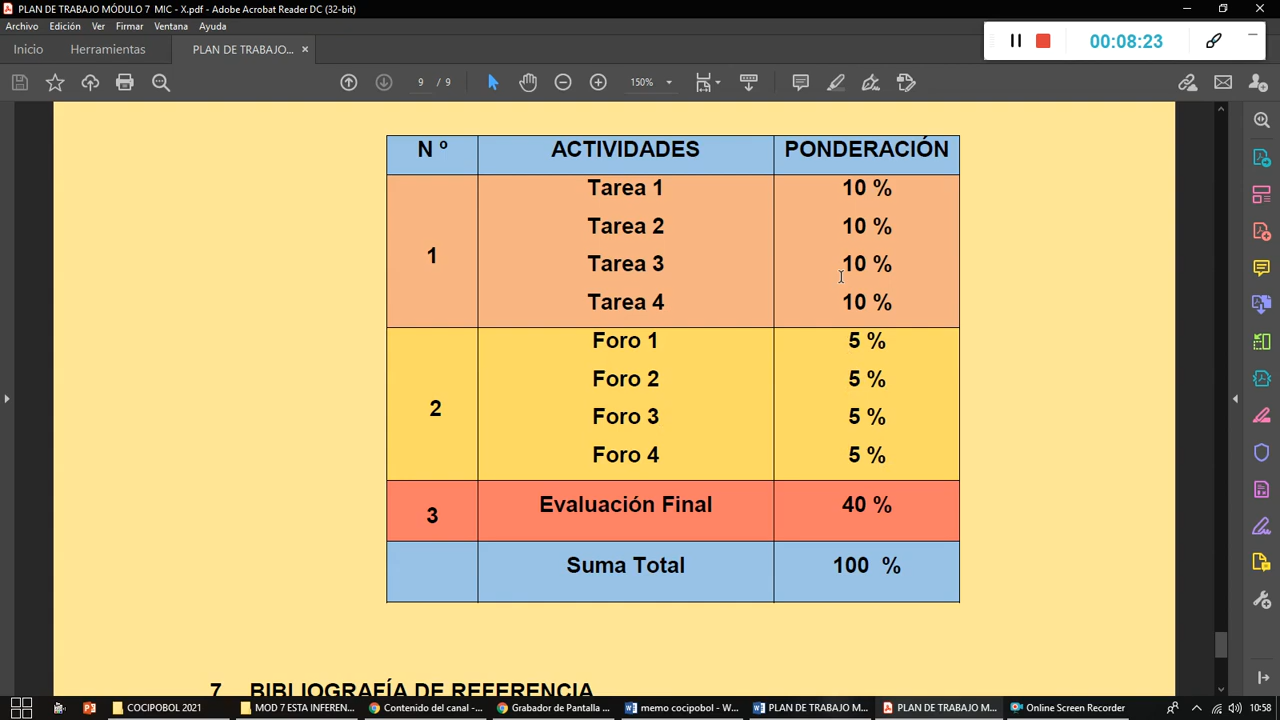 PLAN DE TRABAJO MÓDULO 7 MIC - X.pdf - Adobe Acrobat Reader DC (32-bit)
Archivo Edición Ver Firmar Ventana Ayuda
Inicio Herramientas PLAN DE TRABAJO... ×
00:08:23
9 / 9 150%
N º ACTIVIDADES PONDERACIÓN
1
Tarea 1 10 %
Tarea 2 10 %
Tarea 3 10 %
Tarea 4 10 %
2
Foro 1 5 %
Foro 2 5 %
Foro 3 5 %
Foro 4 5 %
3 Evaluación Final 40 %
Suma Total 100 %
7 BIBLIOGRAFÍA DE REFERENCIA
COCIPOBOL 2021 MOD 7 ESTA INFEREN... Contenido del canal -... Grabador de Pantalla ... memo cocipobol - W... PLAN DE TRABAJO M... PLAN DE TRABAJO M... Online Screen Recorder 10:58